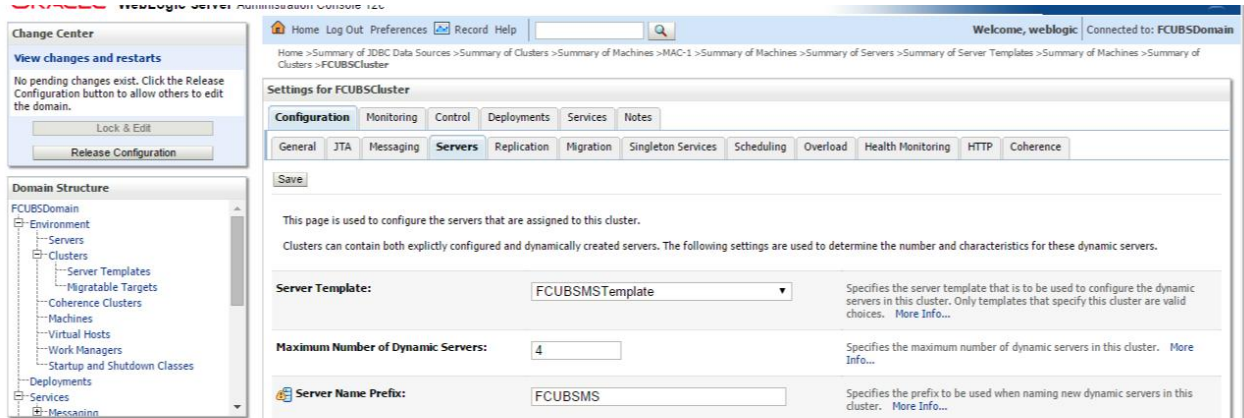 WebLogic Server Administration Console 12c
Change Center
View changes and restarts
No pending changes exist. Click the Release
Configuration button to allow others to edit
the domain.
Lock & Edit
Release Configuration
Domain Structure
FCUBSDomain
Environment
Servers
Clusters
Server Templates
Migratable Targets
Coherence Clusters
Machines
Virtual Hosts
Work Managers
Startup and Shutdown Classes
Deployments
Services
Messaging
Home Log Out Preferences Record Help
Welcome, weblogic Connected to: FCUBSDomain
Home >Summary of JDBC Data Sources >Summary of Clusters >Summary of Machines >MAC-1 >Summary of Machines >Summary of Servers >Summary of Server Templates >Summary of Machines >Summary of
Clusters >FCUBSCluster
Settings for FCUBSCluster
Configuration Monitoring Control Deployments Services Notes
General JTA Messaging Servers Replication Migration Singleton Services Scheduling Overload Health Monitoring HTTP Coherence
Save
This page is used to configure the servers that are assigned to this cluster.
Clusters can contain both explictly configured and dynamically created servers. The following settings are used to determine the number and characteristics for these dynamic servers.
Server Template:
FCUBSMSTemplate
Specifies the server template that is to be used to configure the dynamic
servers in this cluster. Only templates that specify this cluster are valid
choices. More Info...
Maximum Number of Dynamic Servers:
4
Specifies the maximum number of dynamic servers in this cluster. More
Info...
Server Name Prefix:
FCUBSMS
Specifies the prefix to be used when naming new dynamic servers in this
cluster. More Info...